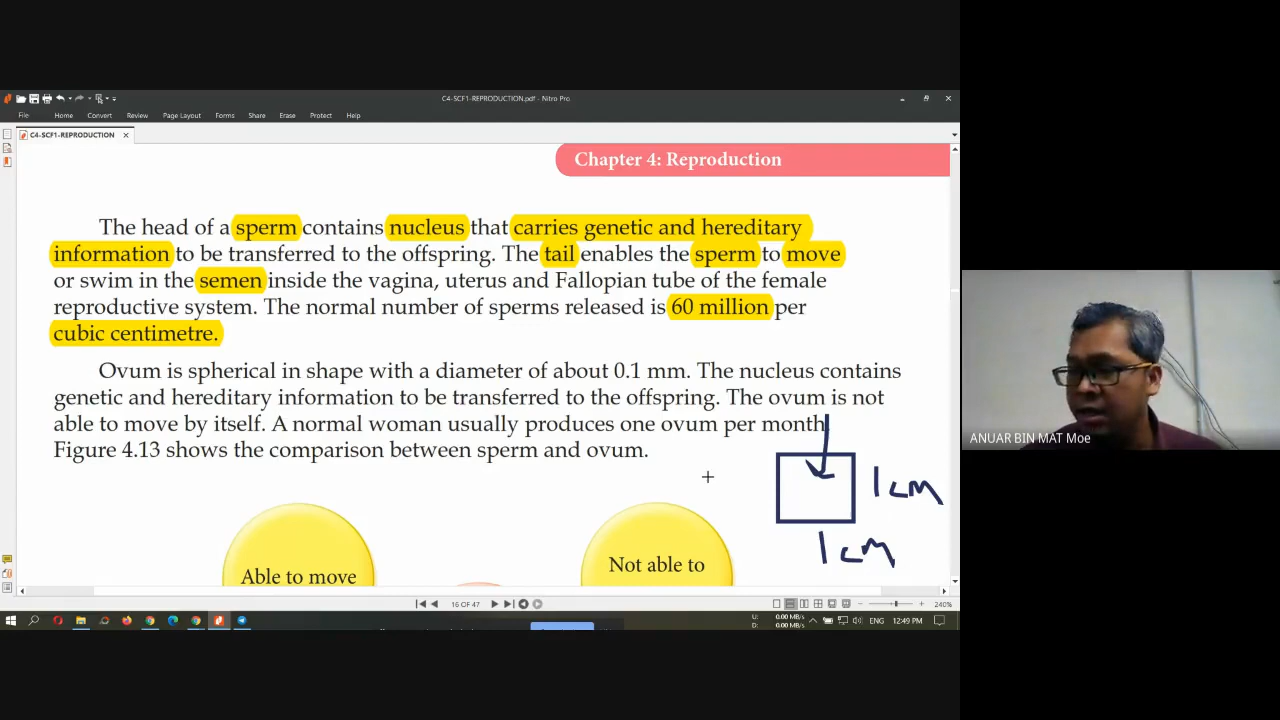 C4-SCF1-REPRODUCTION.pdf - Nitro Pro
File Home Convert Review Page Layout Forms Share Erase Protect Help
C4-SCF1-REPRODUCTION
Chapter 4: Reproduction
The head of a sperm contains nucleus that carries genetic and hereditary
information to be transferred to the offspring. The tail enables the sperm to move
or swim in the semen inside the vagina, uterus and Fallopian tube of the female
reproductive system. The normal number of sperms released is 60 million per
cubic centimetre.
Ovum is spherical in shape with a diameter of about 0.1 mm. The nucleus contains
genetic and hereditary information to be transferred to the offspring. The ovum is not
able to move by itself. A normal woman usually produces one ovum per month.
Figure 4.13 shows the comparison between sperm and ovum.
1cm
1cm
Able to move
Not able to
ANUAR BIN MAT Moe
16 OF 47
240%
U: 0.00 MB/s
D: 0.00 MB/s
ENG 12:49 PM